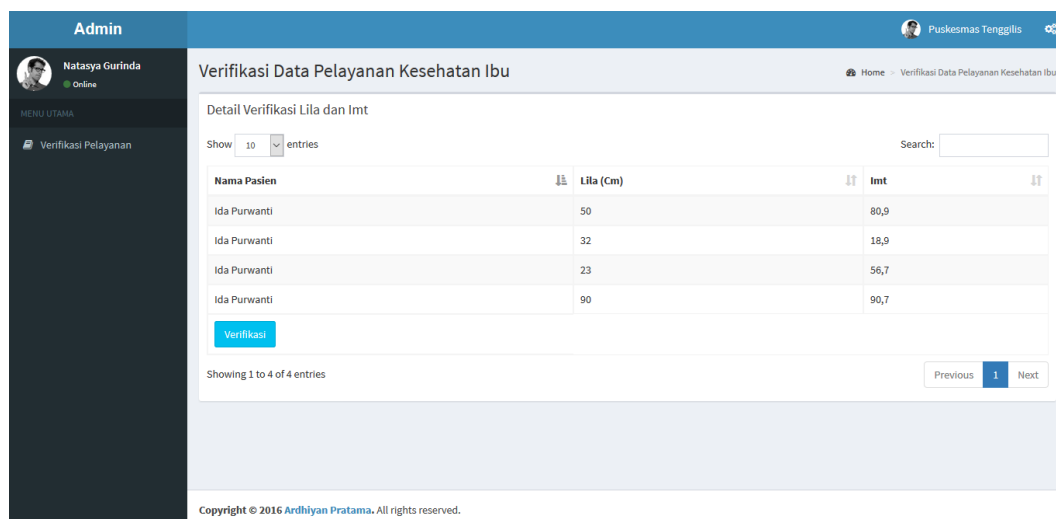 Admin
Puskesmas Tenggilis
Natasya Gurinda
Online
MENU UTAMA
Verifikasi Pelayanan
Verifikasi Data Pelayanan Kesehatan Ibu
Home > Verifikasi Data Pelayanan Kesehatan Ibu
Detail Verifikasi Lila dan Imt
Show 10 entries
Search:
Nama Pasien Lila (Cm) Imt
Ida Purwanti 50 80,9
Ida Purwanti 32 18,9
Ida Purwanti 23 56,7
Ida Purwanti 90 90,7
Verifikasi
Showing 1 to 4 of 4 entries
Previous 1 Next
Copyright © 2016 Ardhiyan Pratama. All rights reserved.